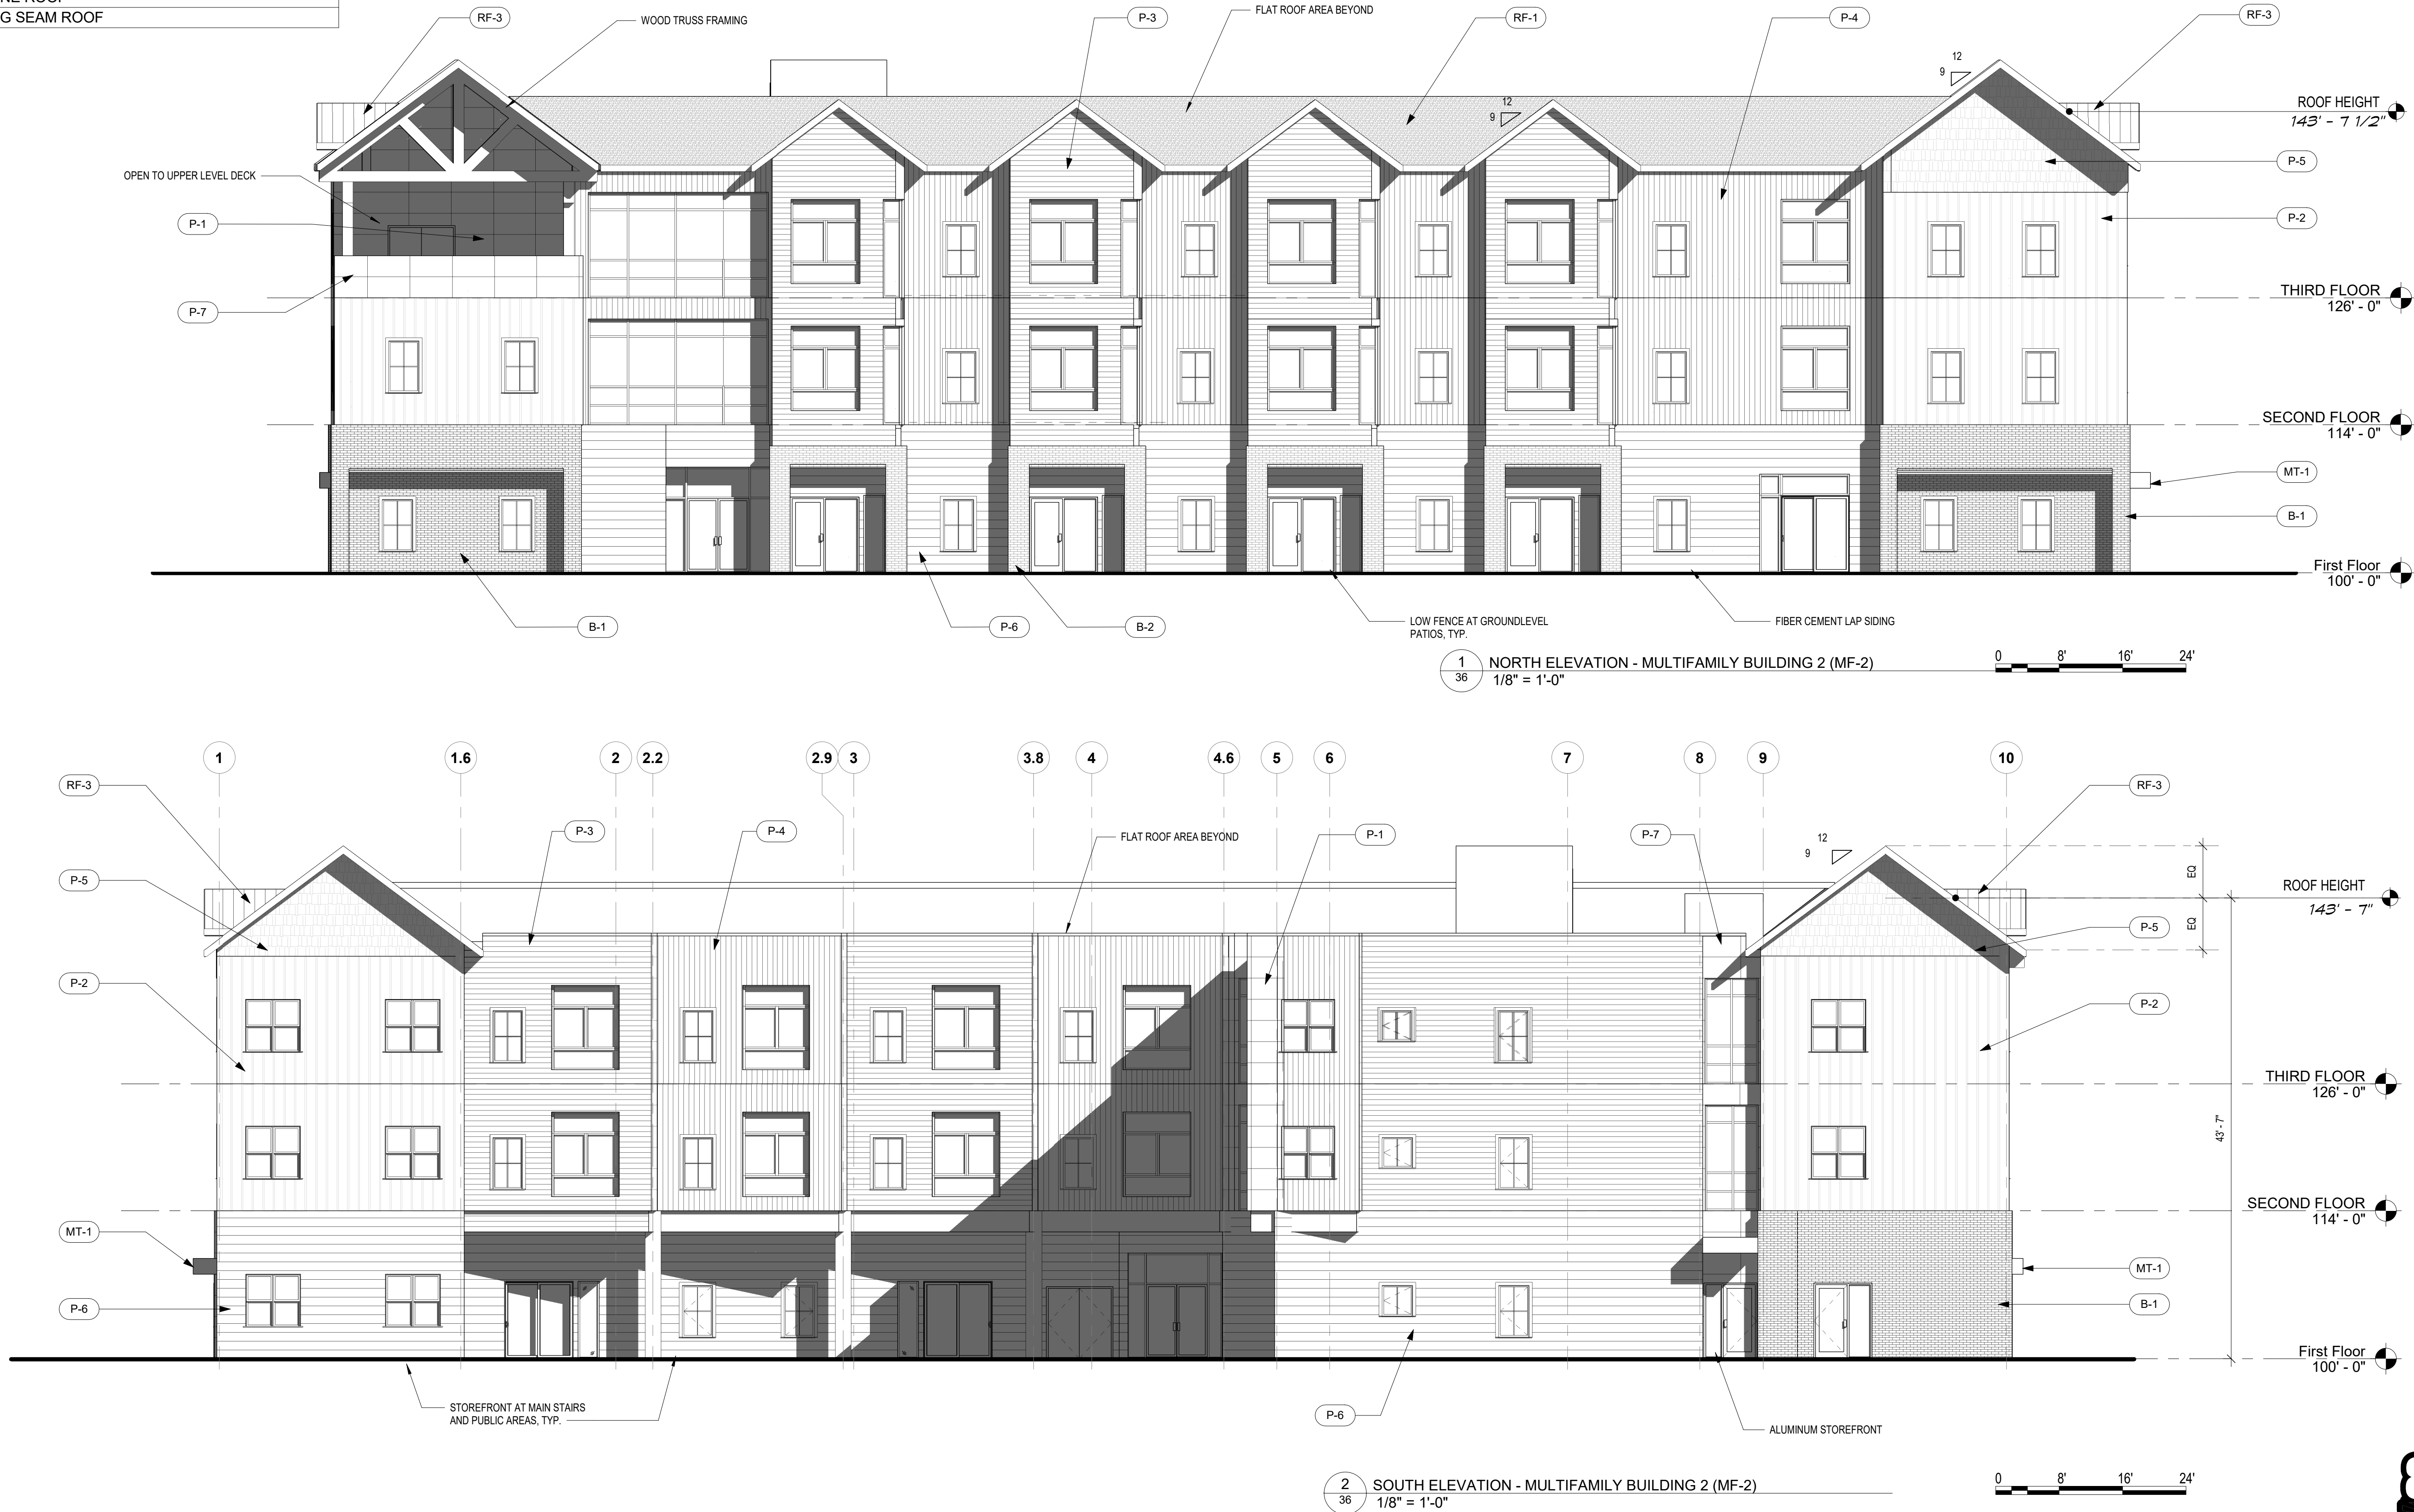 G SEAM ROOF
RF-3
WOOD TRUSS FRAMING
P-3
FLAT ROOF AREA BEYOND
RF-1
P-4
RF-3
12
9
12
9
ROOF HEIGHT
143' - 7 1/2"
OPEN TO UPPER LEVEL DECK
P-5
P-1
P-2
P-7
THIRD FLOOR
126' - 0"
SECOND FLOOR
114' - 0"
MT-1
B-1
First Floor
100' - 0"
B-1
P-6
B-2
LOW FENCE AT GROUNDLEVEL
PATIOS, TYP.
FIBER CEMENT LAP SIDING
1
36
NORTH ELEVATION - MULTIFAMILY BUILDING 2 (MF-2)
1/8" = 1'-0"
0 8' 16' 24'
1 1.6 2 2.2 2.9 3 3.8 4 4.6 5 6 7 8 9 10
RF-3
RF-3
P-3
P-4
FLAT ROOF AREA BEYOND
P-1
P-7
12
9
EQ
EQ
ROOF HEIGHT
143' - 7"
P-5
P-5
P-2
P-2
THIRD FLOOR
126' - 0"
43' - 7"
SECOND FLOOR
114' - 0"
MT-1
MT-1
P-6
B-1
First Floor
100' - 0"
STOREFRONT AT MAIN STAIRS
AND PUBLIC AREAS, TYP.
P-6
ALUMINUM STOREFRONT
2
36
SOUTH ELEVATION - MULTIFAMILY BUILDING 2 (MF-2)
1/8" = 1'-0"
0 8' 16' 24'